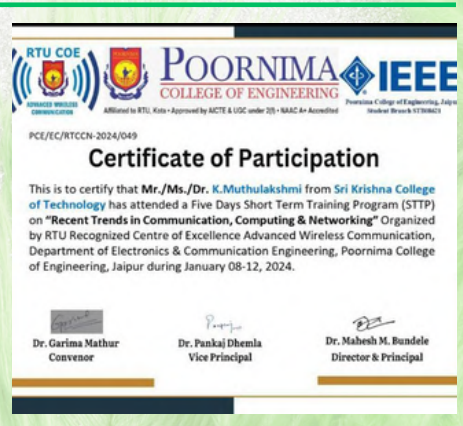 RTU COE
ADVANCED WIRELESS
COMMUNICATION
POORNIMA
COLLEGE OF ENGINEERING
IEEE
Affiliated to RTU, Kota • Approved by AICTE & UGC under 2(f) • NAAC A+ Accredited
Poornima College of Engineering, Jaipur
Student Branch STB08621
PCE/EC/RTCCN-2024/049
Certificate of Participation
This is to certify that Mr./Ms./Dr. K.Muthulakshmi from Sri Krishna College
of Technology has attended a Five Days Short Term Training Program (STTP)
on “Recent Trends in Communication, Computing & Networking” Organized
by RTU Recognized Centre of Excellence Advanced Wireless Communication,
Department of Electronics & Communication Engineering, Poornima College
of Engineering, Jaipur during January 08-12, 2024.
Dr. Garima Mathur
Convenor
Dr. Pankaj Dhemla
Vice Principal
Dr. Mahesh M. Bundele
Director & Principal